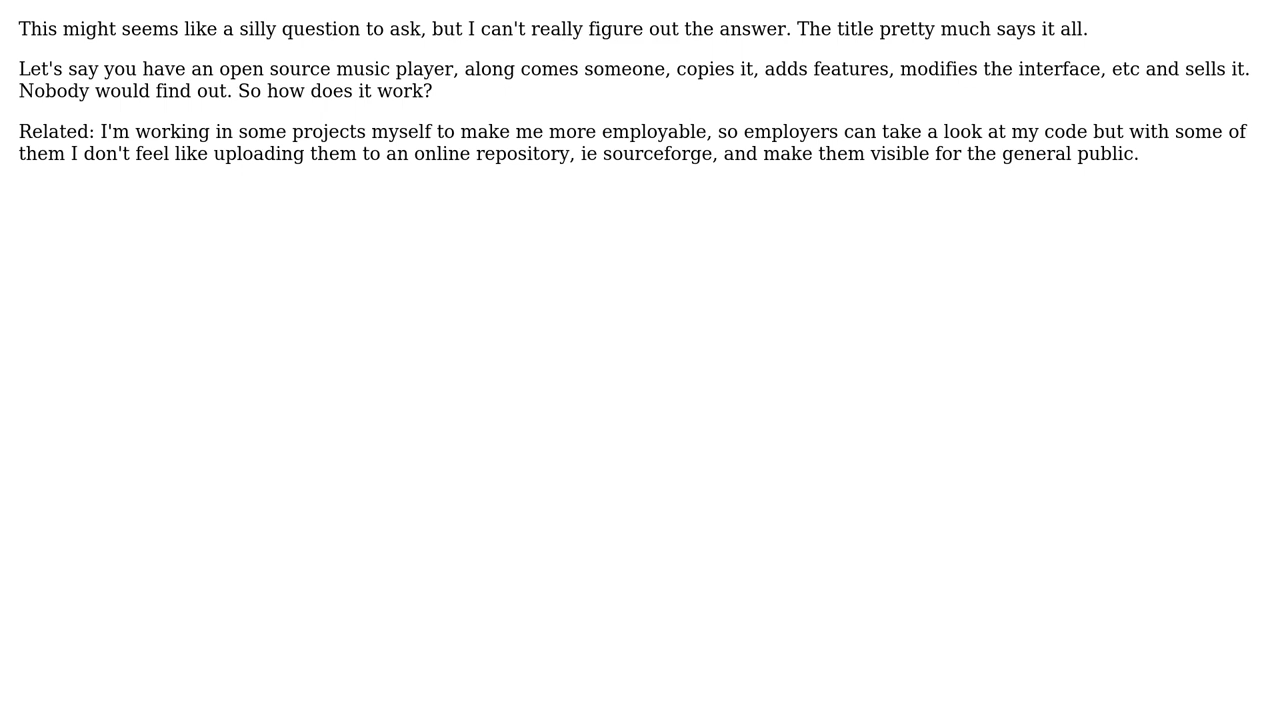 This might seems like a silly question to ask, but I can't really figure out the answer. The title pretty much says it all.
Let's say you have an open source music player, along comes someone, copies it, adds features, modifies the interface, etc and sells it.
Nobody would find out. So how does it work?
Related: I'm working in some projects myself to make me more employable, so employers can take a look at my code but with some of
them I don't feel like uploading them to an online repository, ie sourceforge, and make them visible for the general public.